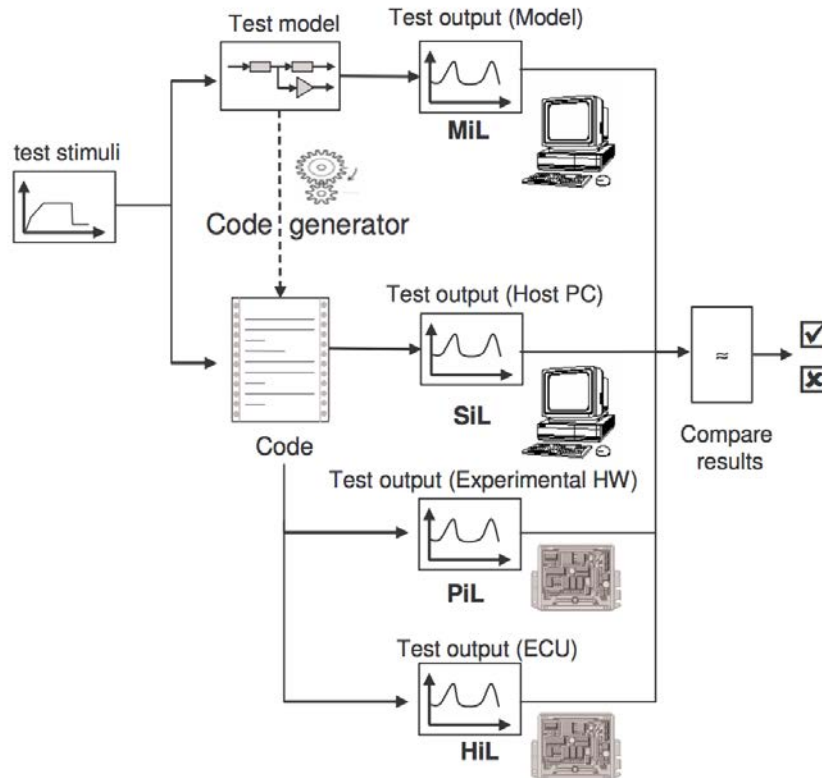 Test model
Test output (Model)
MiL
test stimuli
Code generator
Test output (Host PC)
≈
SiL
Code
Compare
results
Test output (Experimental HW)
PiL
Test output (ECU)
HiL